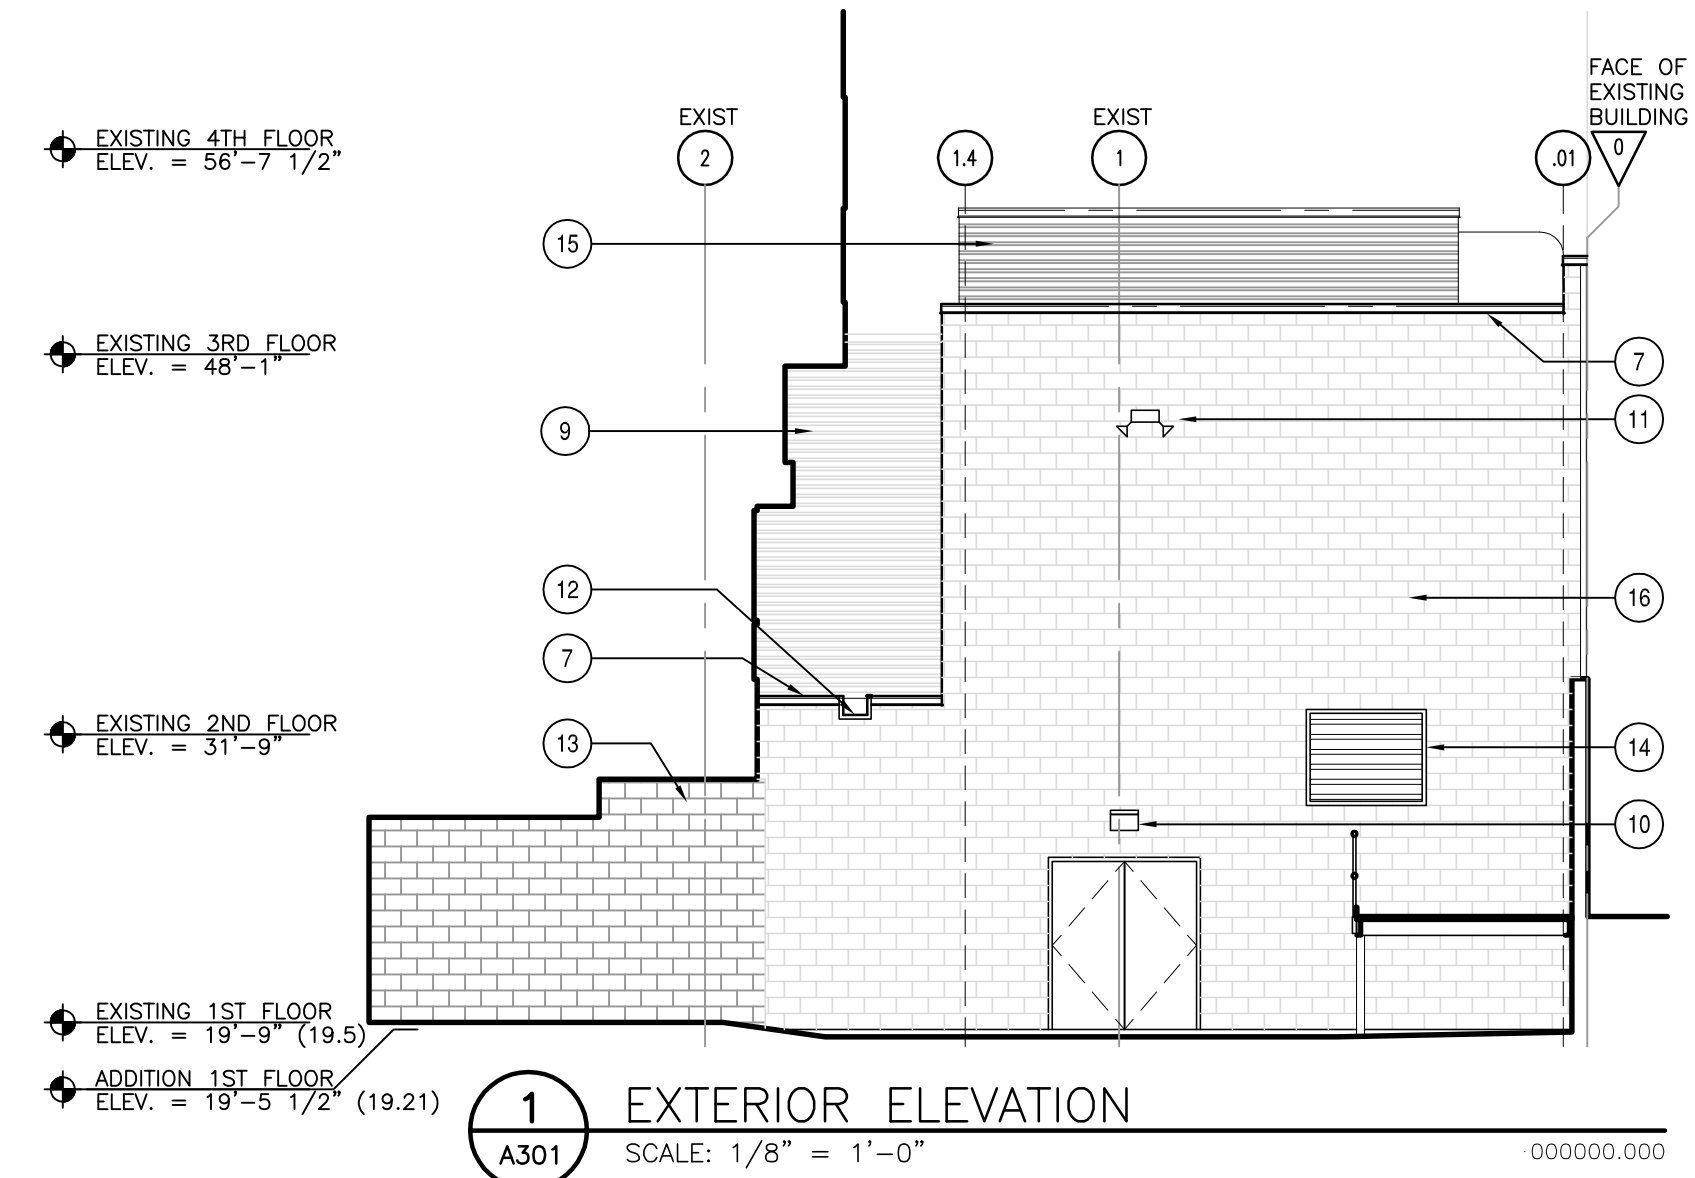 FACE OF
EXISTING
BUILDING
0
EXIST
2
1.4
EXIST
1
.01
EXISTING 4TH FLOOR
ELEV. = 56'-7 1/2"
15
EXISTING 3RD FLOOR
ELEV. = 48'-1"
7
11
9
12
16
7
EXISTING 2ND FLOOR
ELEV. = 31'-9"
13
14
10
EXISTING 1ST FLOOR
ELEV. = 19'-9" (19.5)
ADDITION 1ST FLOOR
ELEV. = 19'-5 1/2" (19.21)
1
A301
EXTERIOR ELEVATION
SCALE: 1/8" = 1'-0"
000000.000